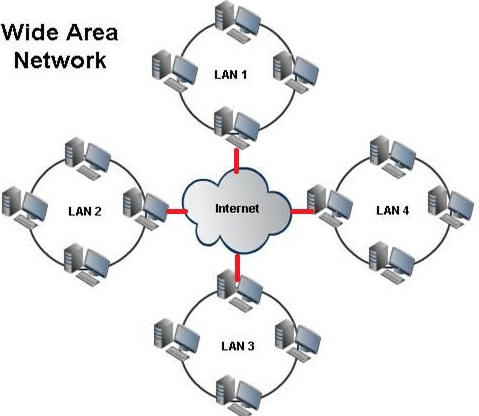 Wide Area
Network
LAN 1
LAN 2
Internet
LAN 4
LAN 3